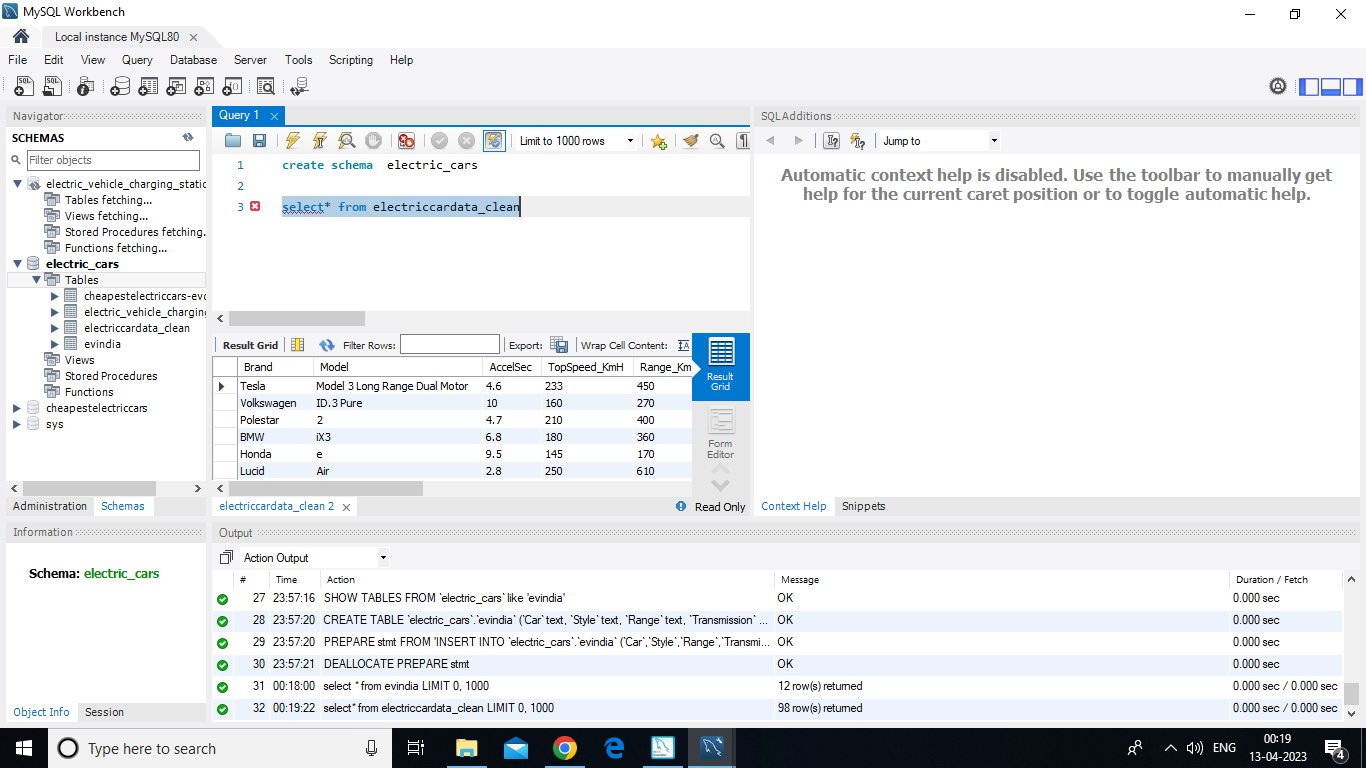 MySQL Workbench
Local instance MySQL80
File Edit View Query Database Server Tools Scripting Help
Navigator
SCHEMAS
Filter objects
electric_vehicle_charging_static
Tables fetching...
Views fetching...
Stored Procedures fetching.
Functions fetching...
electric_cars
Tables
cheapestelectriccars-evc
electric_vehicle_charging
electriccardata_clean
evindia
Views
Stored Procedures
Functions
cheapestelectriccars
sys
Administration Schemas
Information
Schema: electric_cars
Object Info Session
Query 1
Limit to 1000 rows
1 create schema electric_cars
2
3 select* from electriccardata_clean
Result Grid Filter Rows: Export: Wrap Cell Content:
Brand Model AccelSec TopSpeed_KmH Range_Km
Tesla Model 3 Long Range Dual Motor 4.6 233 450
Volkswagen ID.3 Pure 10 160 270
Polestar 2 4.7 210 400
BMW iX3 6.8 180 360
Honda e 9.5 145 170
Lucid Air 2.8 250 610
Result
Grid
Form
Editor
electriccardata_clean 2 Read Only
SQLAdditions
Jump to
Automatic context help is disabled. Use the toolbar to manually get
help for the current caret position or to toggle automatic help.
Context Help Snippets
Output
Action Output
# Time Action Message Duration / Fetch
27 23:57:16 SHOW TABLES FROM `electric_cars` like 'evindia' OK 0.000 sec
28 23:57:20 CREATE TABLE `electric_cars`.`evindia` (`Car` text, `Style` text, `Range` text, `Transmission` ... OK 0.000 sec
29 23:57:20 PREPARE stmt FROM 'INSERT INTO `electric_cars`.`evindia` (`Car`,`Style`,`Range`,`Transmi... OK 0.000 sec
30 23:57:21 DEALLOCATE PREPARE stmt OK 0.000 sec
31 00:18:00 select * from evindia LIMIT 0, 1000 12 row(s) returned 0.000 sec / 0.000 sec
32 00:19:22 select* from electriccardata_clean LIMIT 0, 1000 98 row(s) returned 0.000 sec / 0.000 sec
Type here to search
ENG
00:19
13-04-2023
4